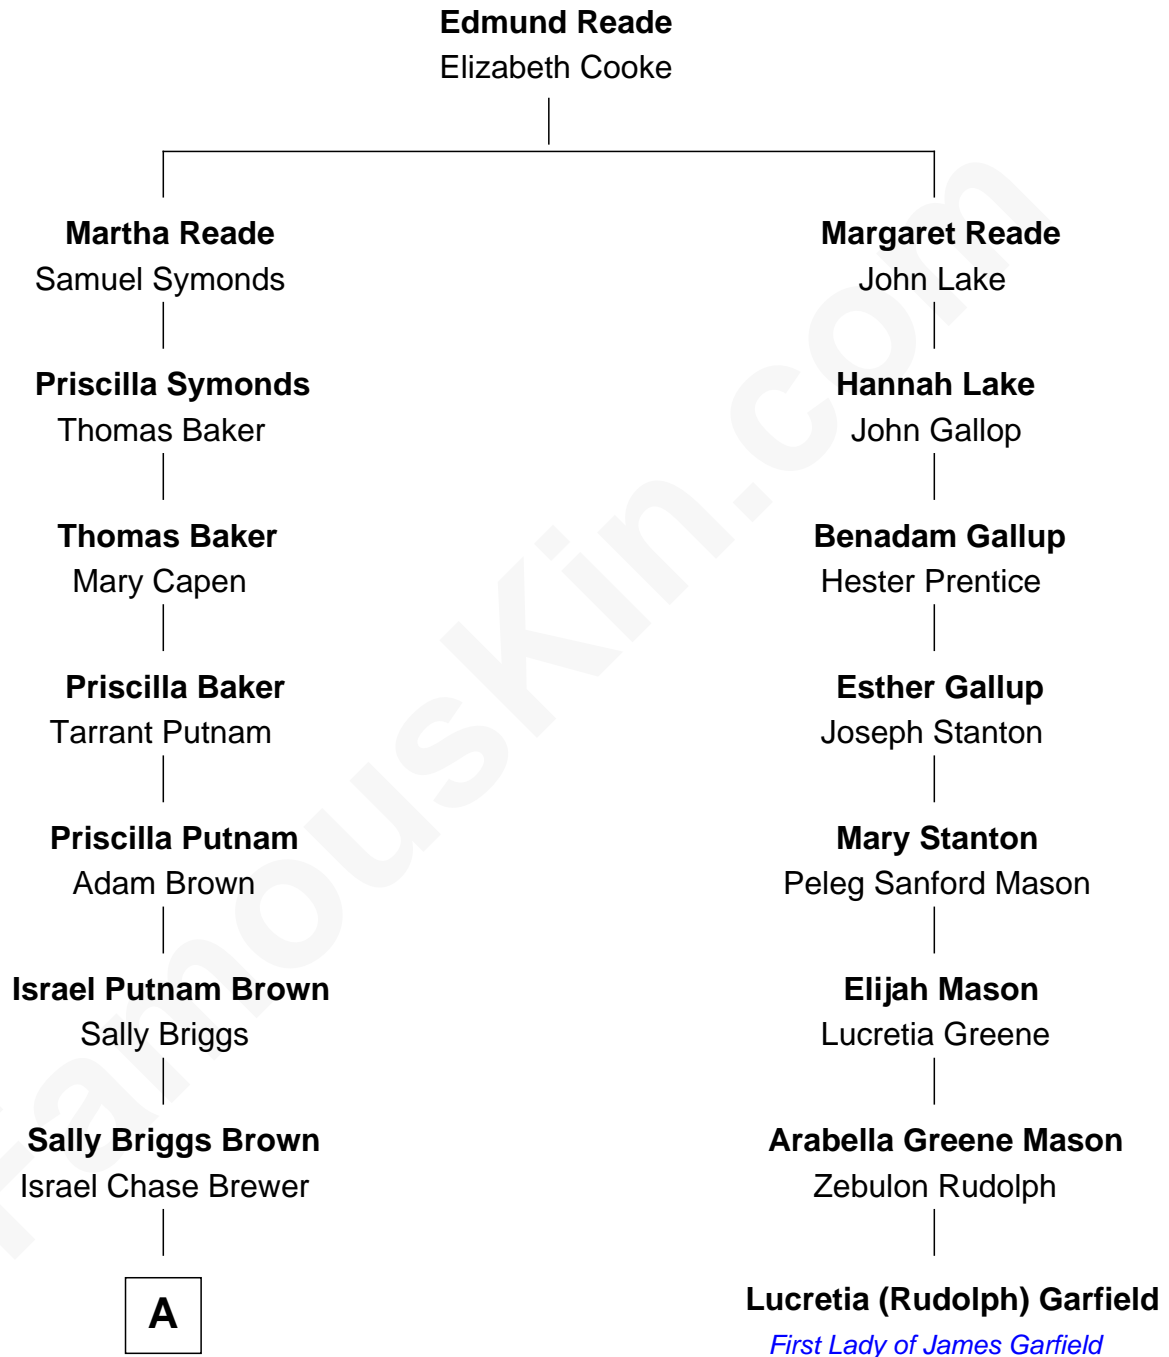 Edmund Reade
Elizabeth Cooke
Martha Reade
Samuel Symonds
Priscilla Symonds
Thomas Baker
Thomas Baker
Mary Capen
Priscilla Baker
Tarrant Putnam
Priscilla Putnam
Adam Brown
Israel Putnam Brown
Sally Briggs
Sally Briggs Brown
Israel Chase Brewer
A
Margaret Reade
John Lake
Hannah Lake
John Gallop
Benadam Gallup
Hester Prentice
Esther Gallup
Joseph Stanton
Mary Stanton
Peleg Sanford Mason
Elijah Mason
Lucretia Greene
Arabella Greene Mason
Zebulon Rudolph
Lucretia (Rudolph) Garfield
First Lady of James Garfield
FamousKin.com